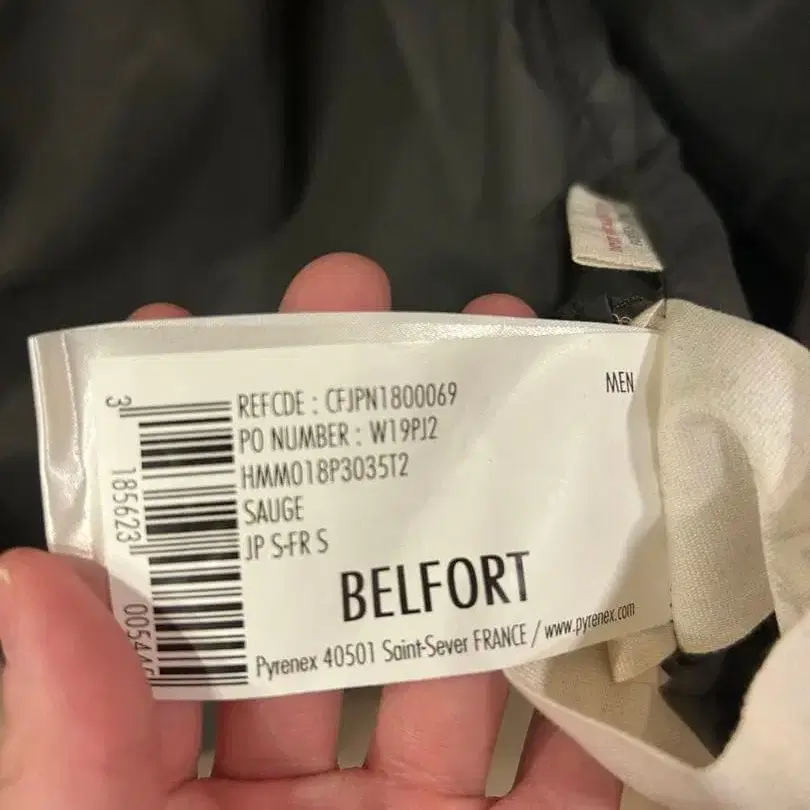 REFCDE : CFJPN1800069
MEN
PO NUMBER : W19PJ2
HMM018P3035T2
SAUGE
JP S-FR S
BELFORT
Pyrenex 40501 Saint-Sever FRANCE / www.pyrenex.com
3
185623